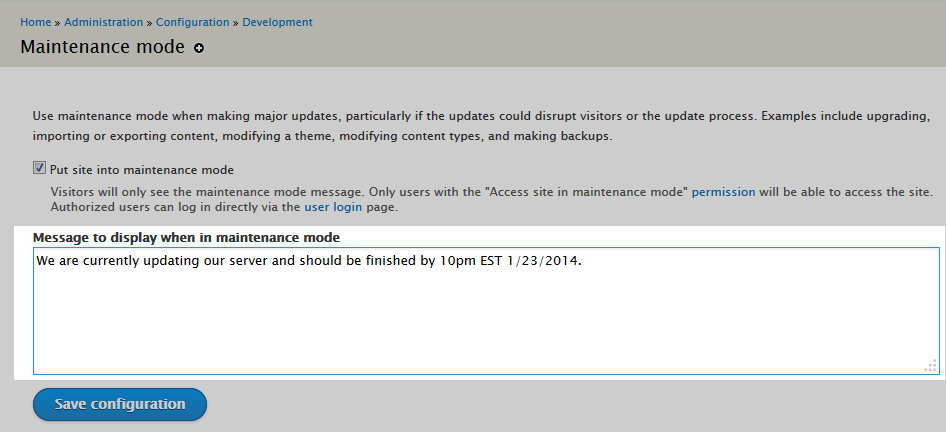 Home » Administration » Configuration » Development
Maintenance mode
Use maintenance mode when making major updates, particularly if the updates could disrupt visitors or the update process. Examples include upgrading,
importing or exporting content, modifying a theme, modifying content types, and making backups.
Put site into maintenance mode
Visitors will only see the maintenance mode message. Only users with the "Access site in maintenance mode" permission will be able to access the site.
Authorized users can log in directly via the user login page.
Message to display when in maintenance mode
We are currently updating our server and should be finished by 10pm EST 1/23/2014.
Save configuration